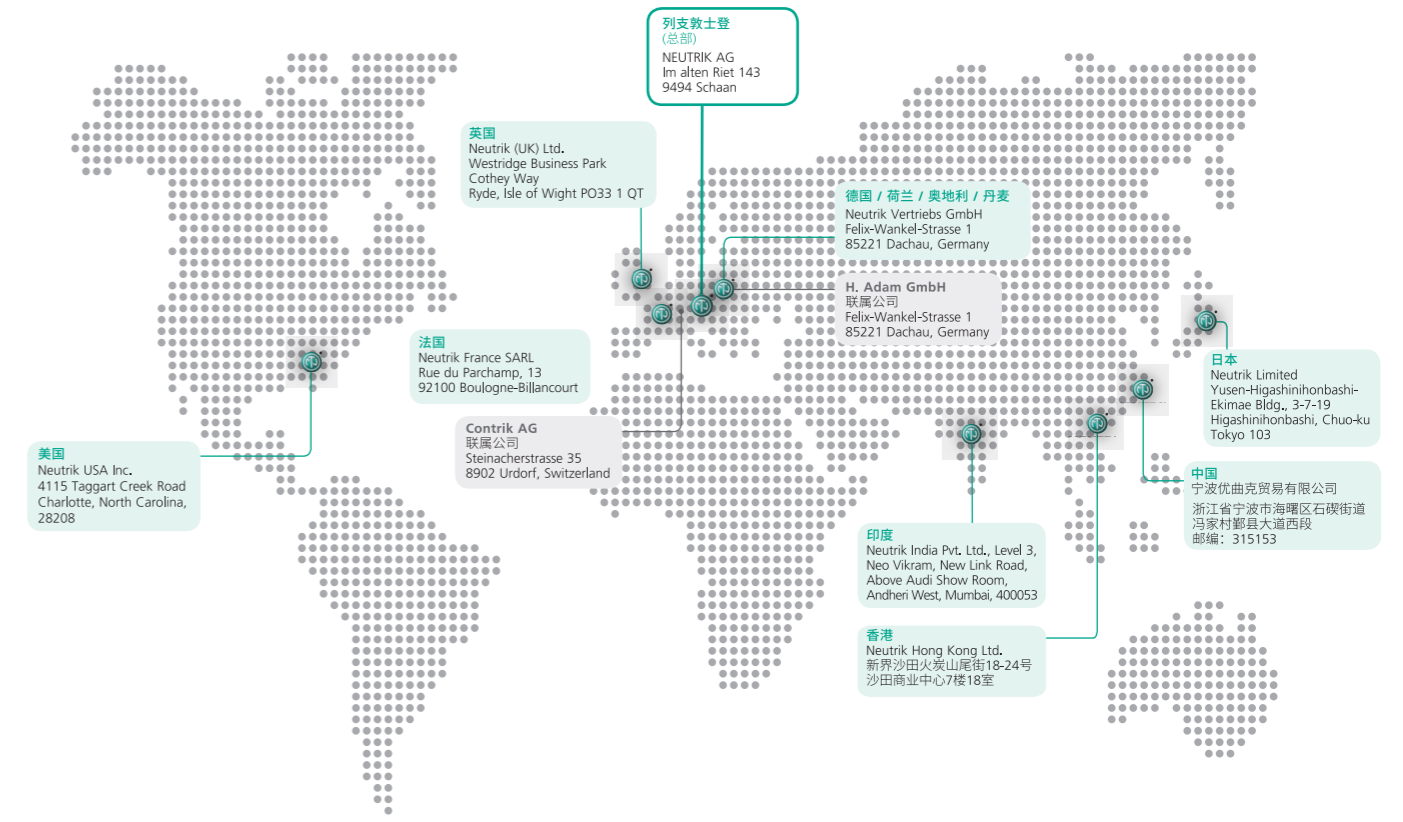 列支敦士登
(总部)
NEUTRIK AG
Im alten Riet 143
9494 Schaan
英国
Neutrik (UK) Ltd.
Westridge Business Park
Cothey Way
Ryde, Isle of Wight PO33 1 QT
德国 / 荷兰 / 奥地利 / 丹麦
Neutrik Vertriebs GmbH
Felix-Wankel-Strasse 1
85221 Dachau, Germany
H. Adam GmbH
联属公司
Felix-Wankel-Strasse 1
85221 Dachau, Germany
法国
Neutrik France SARL
Rue du Parchamp, 13
92100 Boulogne-Billancourt
日本
Neutrik Limited
Yusen-Higashinihonbashi-
Ekimae Bldg., 3-7-19
Higashinihonbashi, Chuo-ku
Tokyo 103
Contrik AG
联属公司
Steinacherstrasse 35
8902 Urdorf, Switzerland
美国
Neutrik USA Inc.
4115 Taggart Creek Road
Charlotte, North Carolina,
28208
中国
宁波优曲克贸易有限公司
浙江省宁波市海曙区石碶街道
冯家村鄞县大道西段
邮编：315153
印度
Neutrik India Pvt. Ltd., Level 3,
Neo Vikram, New Link Road,
Above Audi Show Room,
Andheri West, Mumbai, 400053
香港
Neutrik Hong Kong Ltd.
新界沙田火炭山尾街18-24号
沙田商业中心7楼18室